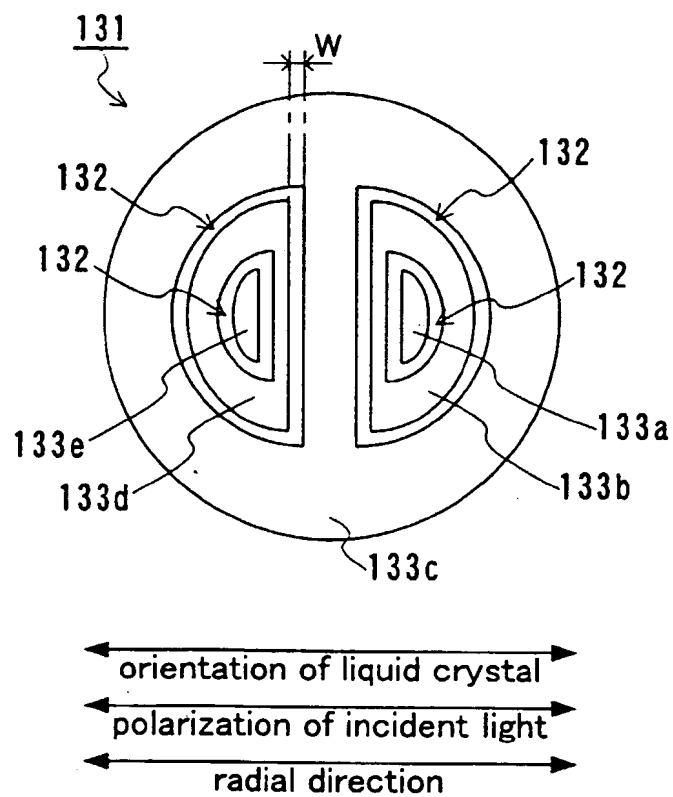 131
W
132
132
132
132
133e
133a
133d
133b
133c
orientation of liquid crystal
polarization of incident light
radial direction